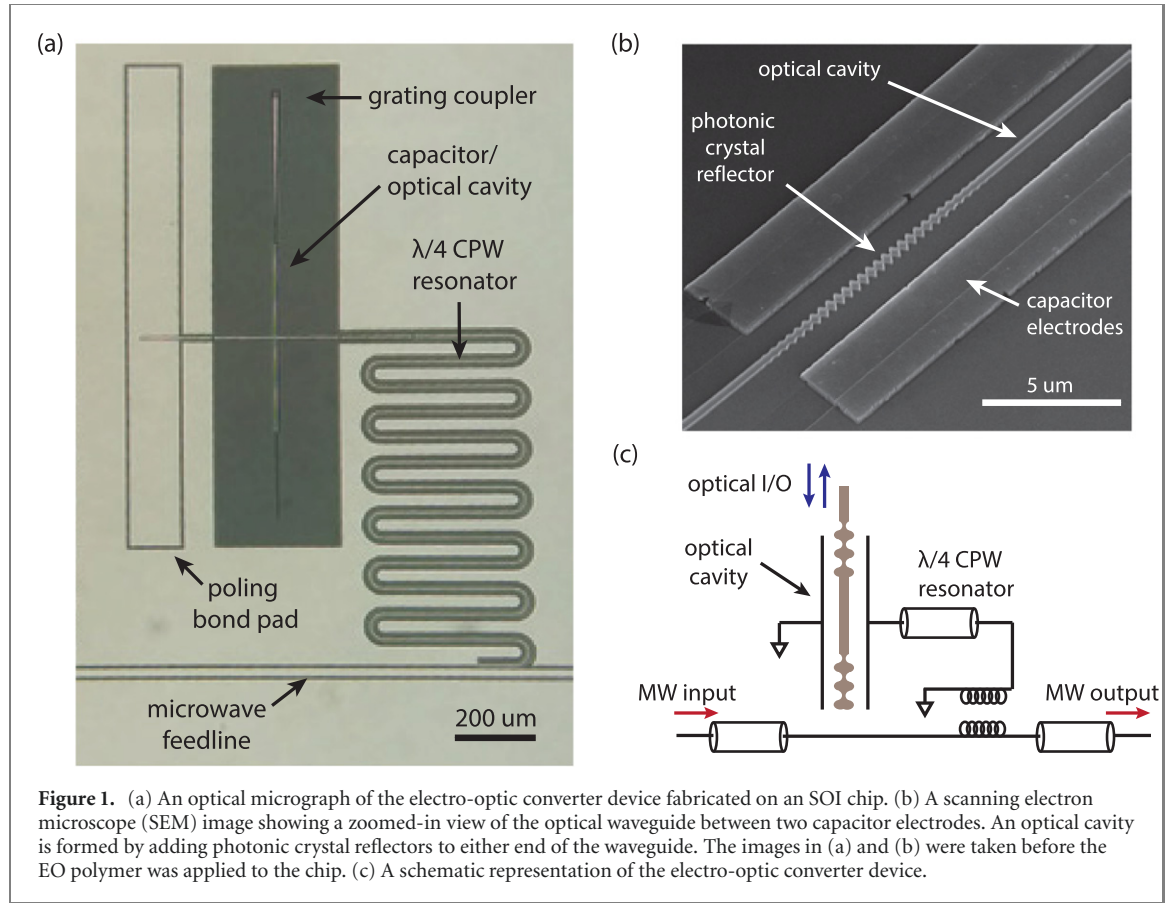 (a)
grating coupler
capacitor/
optical cavity
λ/4 CPW
resonator
poling
bond pad
microwave
feedline
200 um
(b)
optical cavity
photonic
crystal
reflector
capacitor
electrodes
5 um
(c)
optical I/O
optical
cavity
λ/4 CPW
resonator
MW input
MW output
Figure 1. (a) An optical micrograph of the electro-optic converter device fabricated on an SOI chip. (b) A scanning electron
microscope (SEM) image showing a zoomed-in view of the optical waveguide between two capacitor electrodes. An optical cavity
is formed by adding photonic crystal reflectors to either end of the waveguide. The images in (a) and (b) were taken before the
EO polymer was applied to the chip. (c) A schematic representation of the electro-optic converter device.